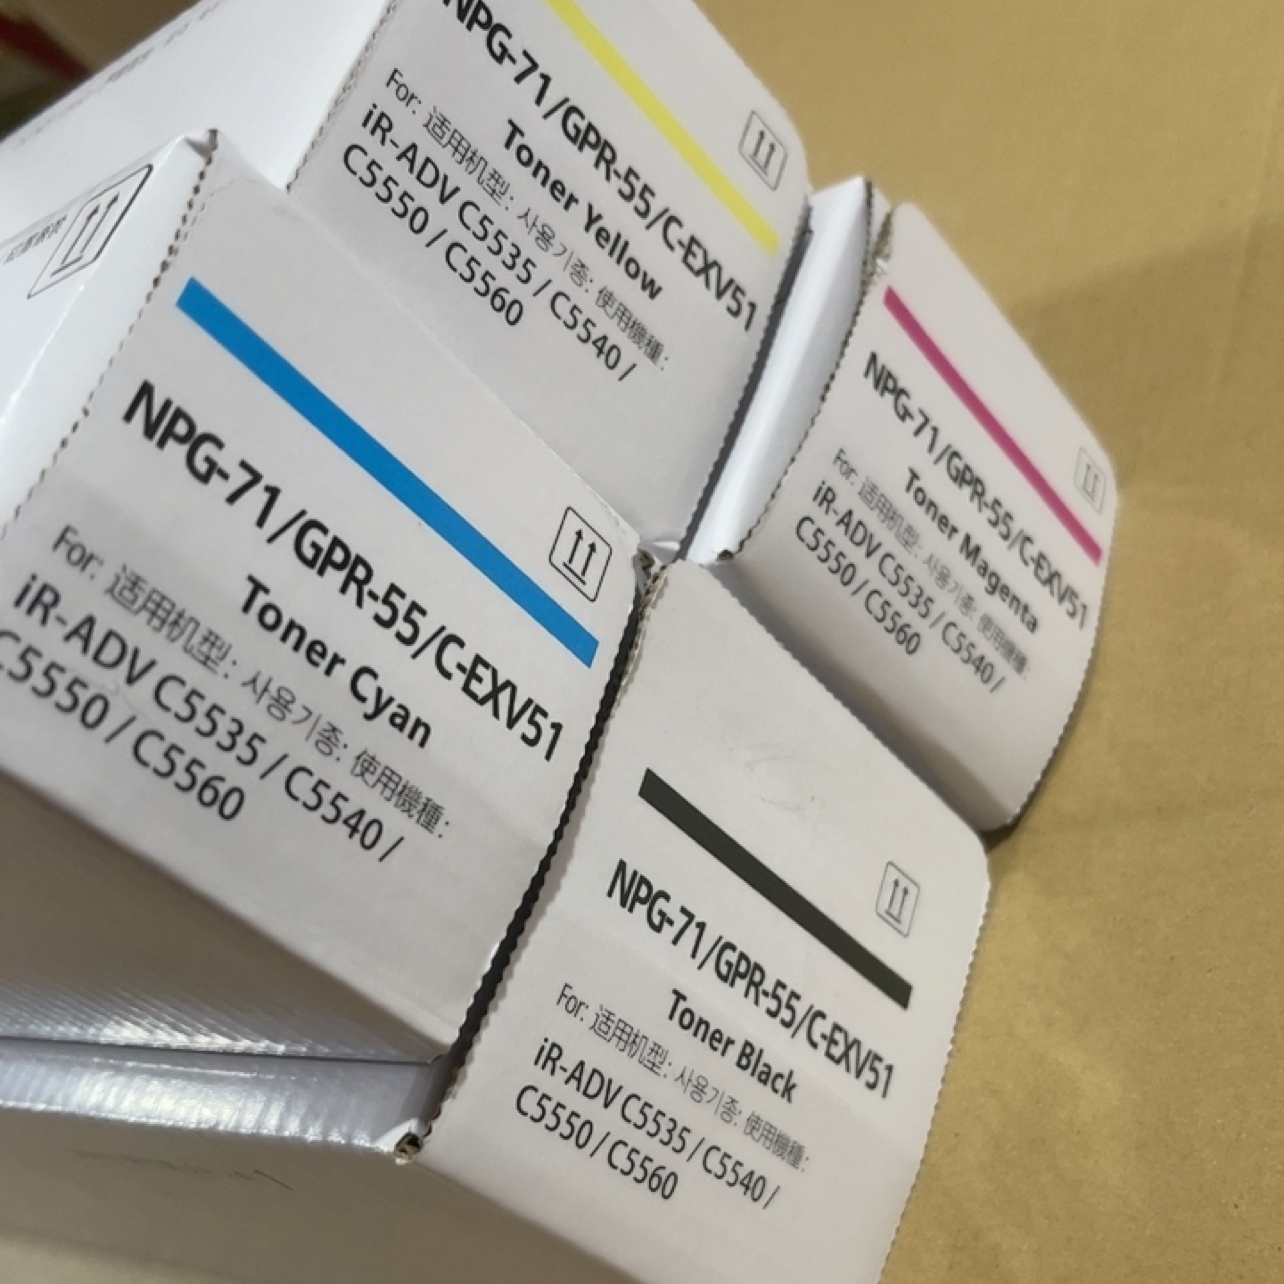 NPG-71/GPR-55/C-EXV51
Toner Yellow
For: 适用机型: 사용기종: 使用機種:
iR-ADV C5535 / C5540 /
C5550 / C5560
NPG-71/GPR-55/C-EXV51
Toner Cyan
For: 适用机型: 사용기종: 使用機種:
iR-ADV C5535 / C5540 /
C5550 / C5560
NPG-71/GPR-55/C-EXV51
Toner Magenta
For: 适用机型: 사용기종: 使用機種:
iR-ADV C5535 / C5540 /
C5550 / C5560
NPG-71/GPR-55/C-EXV51
Toner Black
For: 适用机型: 사용기종: 使用機種:
iR-ADV C5535 / C5540 /
C5550 / C5560